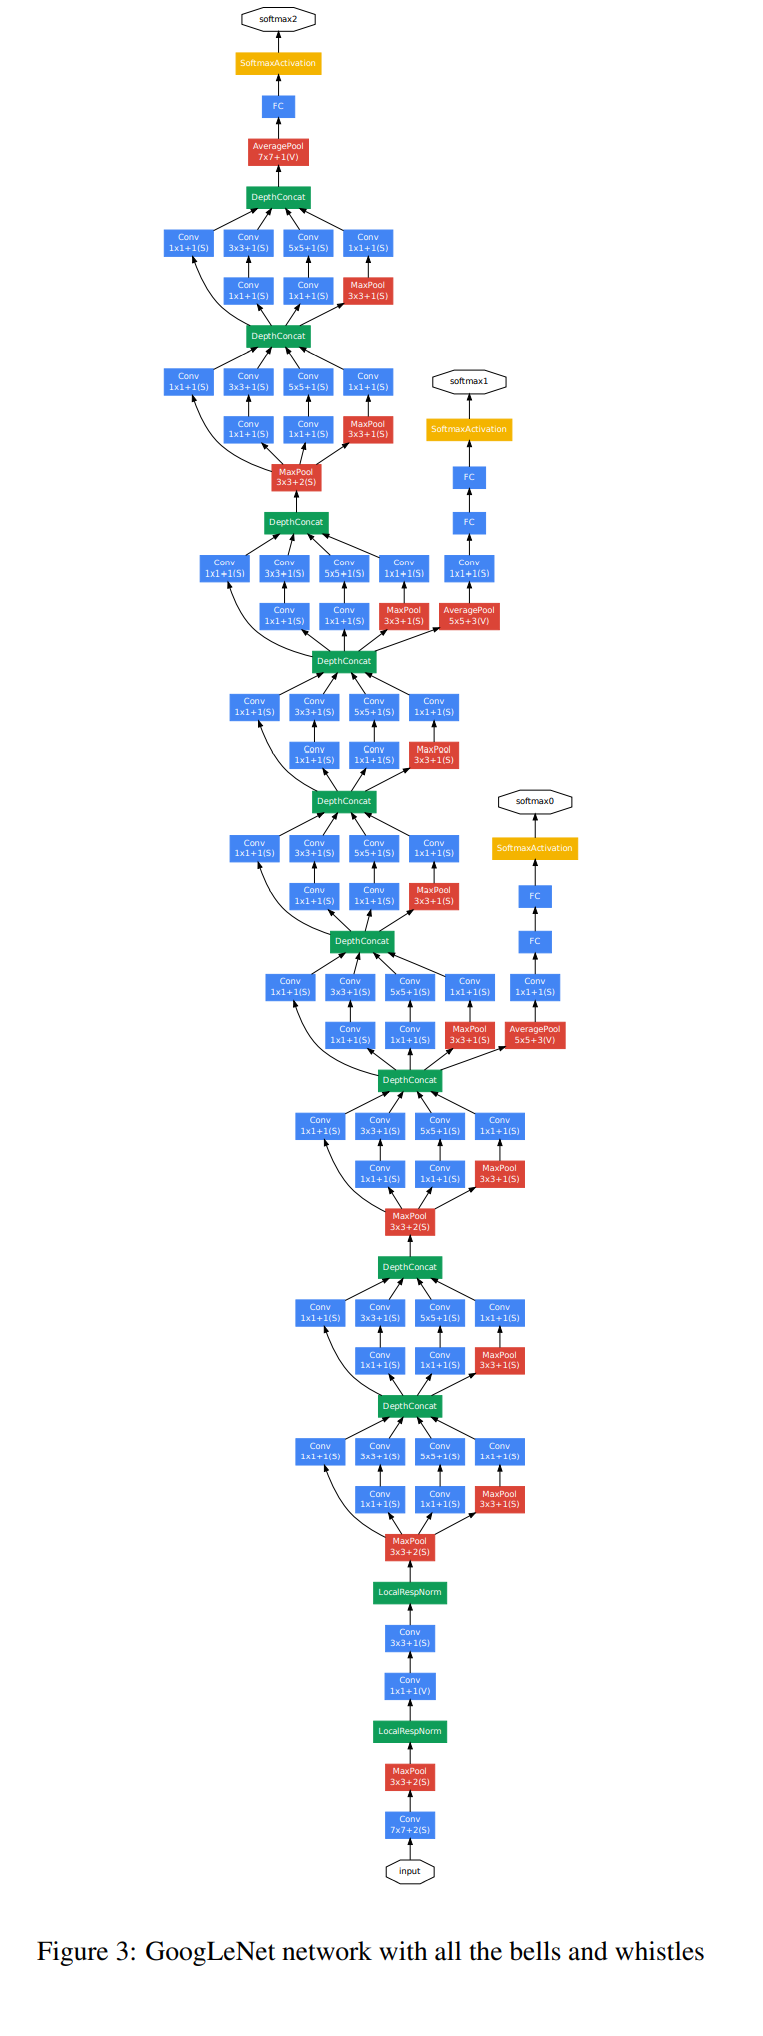 softmax2
SoftmaxActivation
FC
AveragePool
7x7+1(V)
DepthConcat
Conv Conv Conv Conv
1x1+1(S) 3x3+1(S) 5x5+1(S) 1x1+1(S)
Conv Conv MaxPool
1x1+1(S) 1x1+1(S) 3x3+1(S)
DepthConcat
Conv Conv Conv Conv
1x1+1(S) 3x3+1(S) 5x5+1(S) 1x1+1(S)
softmax1
Conv Conv MaxPool
1x1+1(S) 1x1+1(S) 3x3+1(S)
SoftmaxActivation
MaxPool
3x3+2(S)
FC
DepthConcat
FC
Conv Conv Conv Conv Conv
1x1+1(S) 3x3+1(S) 5x5+1(S) 1x1+1(S) 1x1+1(S)
Conv Conv MaxPool AveragePool
1x1+1(S) 1x1+1(S) 3x3+1(S) 5x5+3(V)
DepthConcat
Conv Conv Conv Conv
1x1+1(S) 3x3+1(S) 5x5+1(S) 1x1+1(S)
Conv Conv MaxPool
1x1+1(S) 1x1+1(S) 3x3+1(S)
DepthConcat
softmax0
Conv Conv Conv Conv
1x1+1(S) 3x3+1(S) 5x5+1(S) 1x1+1(S)
SoftmaxActivation
Conv Conv MaxPool
1x1+1(S) 1x1+1(S) 3x3+1(S)
FC
DepthConcat
FC
Conv Conv Conv Conv Conv
1x1+1(S) 3x3+1(S) 5x5+1(S) 1x1+1(S) 1x1+1(S)
Conv Conv MaxPool AveragePool
1x1+1(S) 1x1+1(S) 3x3+1(S) 5x5+3(V)
DepthConcat
Conv Conv Conv Conv
1x1+1(S) 3x3+1(S) 5x5+1(S) 1x1+1(S)
Conv Conv MaxPool
1x1+1(S) 1x1+1(S) 3x3+1(S)
MaxPool
3x3+2(S)
DepthConcat
Conv Conv Conv Conv
1x1+1(S) 3x3+1(S) 5x5+1(S) 1x1+1(S)
Conv Conv MaxPool
1x1+1(S) 1x1+1(S) 3x3+1(S)
DepthConcat
Conv Conv Conv Conv
1x1+1(S) 3x3+1(S) 5x5+1(S) 1x1+1(S)
Conv Conv MaxPool
1x1+1(S) 1x1+1(S) 3x3+1(S)
MaxPool
3x3+2(S)
LocalRespNorm
Conv
3x3+1(S)
Conv
1x1+1(V)
LocalRespNorm
MaxPool
3x3+2(S)
Conv
7x7+2(S)
input
Figure 3: GoogLeNet network with all the bells and whistles